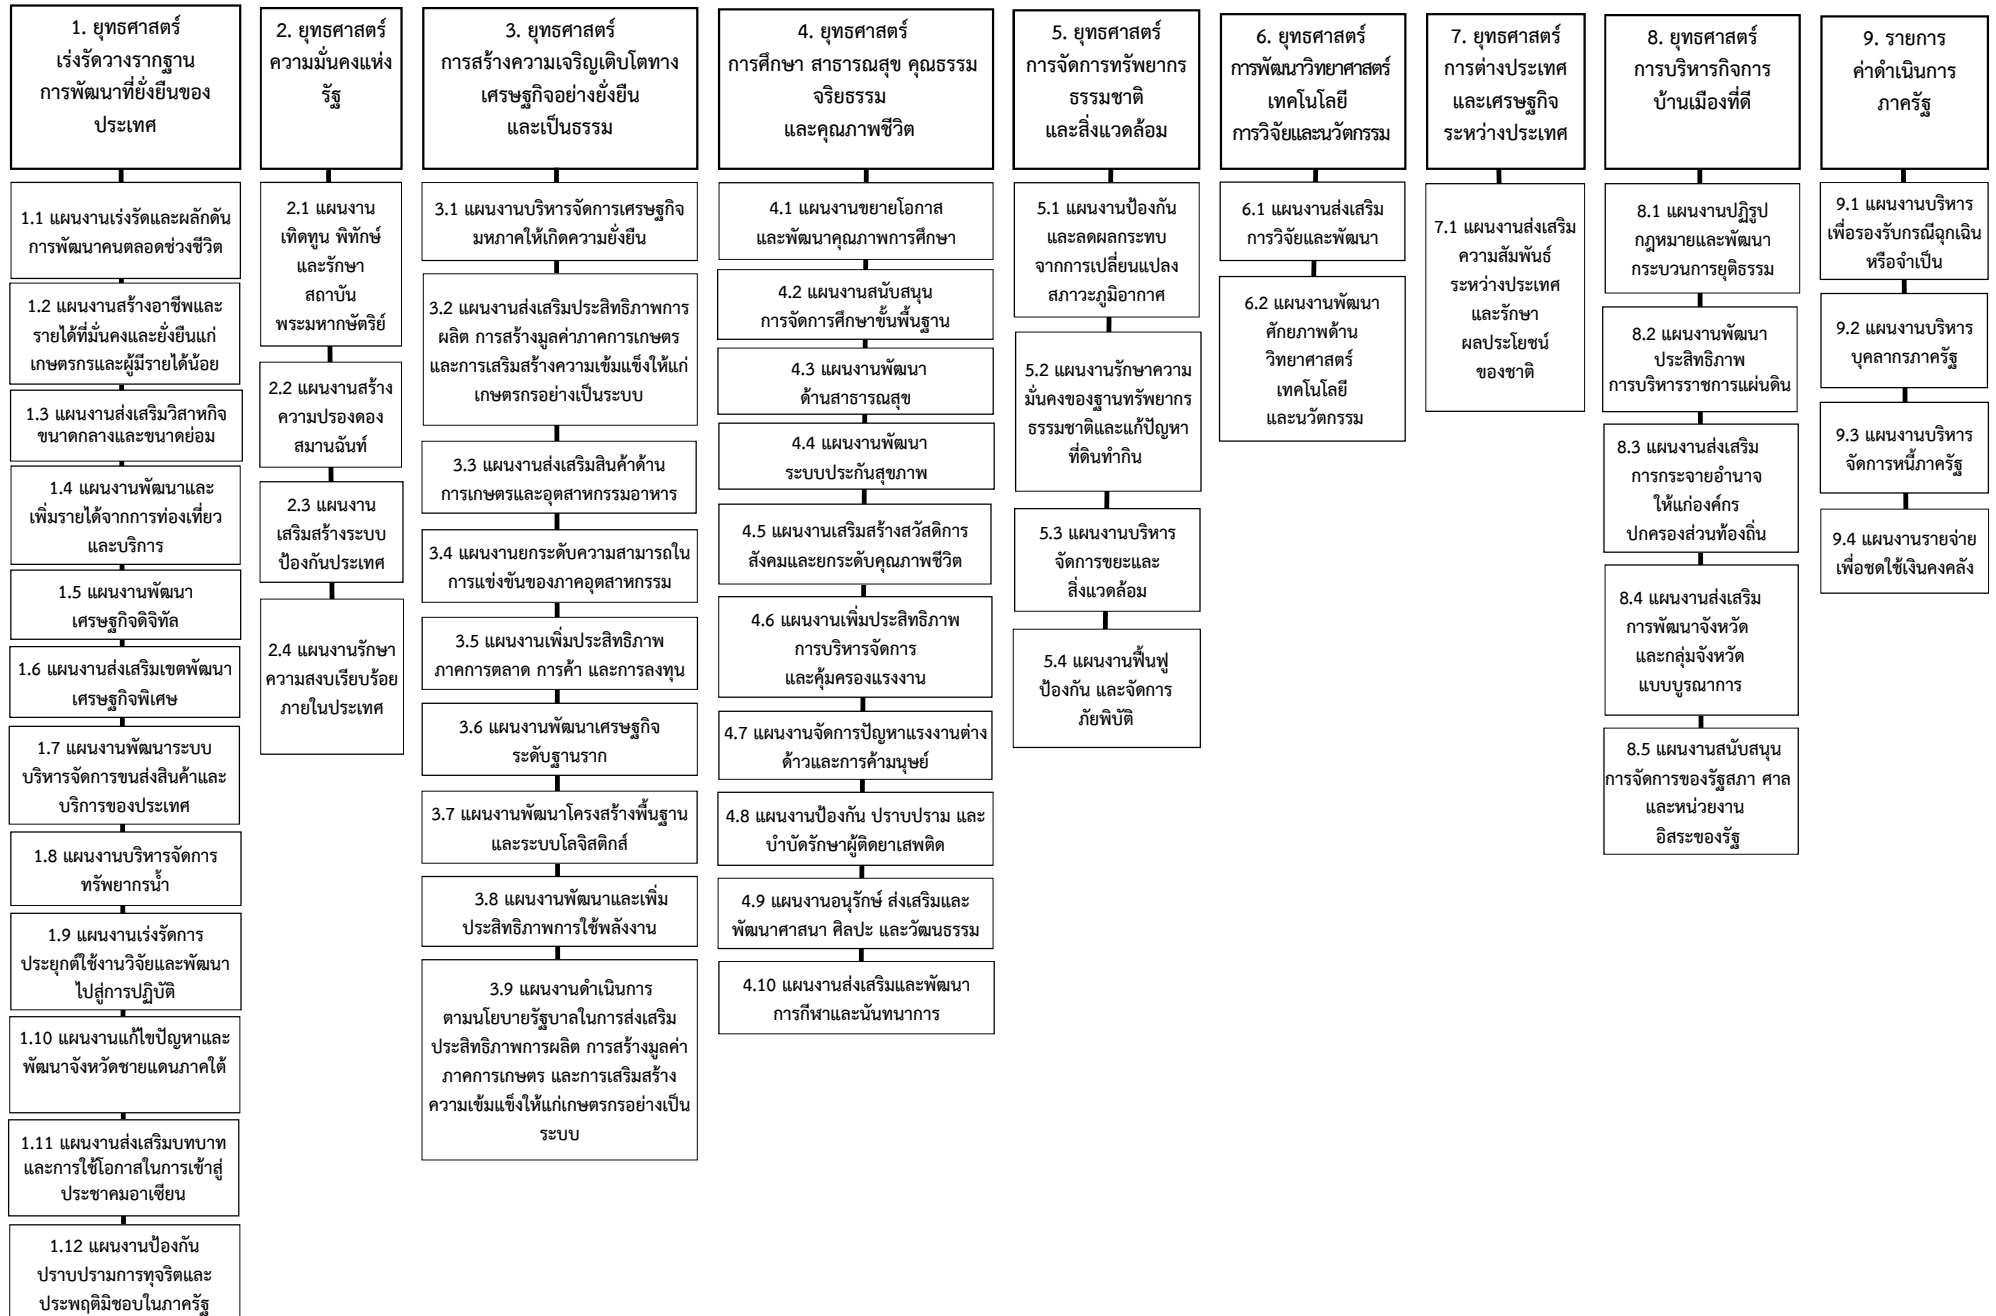 1. ยุทธศาสตร์
เร่งรัดวางรากฐาน
การพัฒนาที่ยั่งยืนของ
ประเทศ
1.1 แผนงานเร่งรัดและผลักดัน
การพัฒนาคนตลอดช่วงชีวิต
1.2 แผนงานสร้างอาชีพและ
รายได้ที่มั่นคงและยั่งยืนแก่
เกษตรกรและผู้มีรายได้น้อย
1.3 แผนงานส่งเสริมวิสาหกิจ
ขนาดกลางและขนาดย่อม
1.4 แผนงานพัฒนาและ
เพิ่มรายได้จากการท่องเที่ยว
และบริการ
1.5 แผนงานพัฒนา
เศรษฐกิจดิจิทัล
1.6 แผนงานส่งเสริมเขตพัฒนา
เศรษฐกิจพิเศษ
1.7 แผนงานพัฒนาระบบ
บริหารจัดการขนส่งสินค้าและ
บริการของประเทศ
1.8 แผนงานบริหารจัดการ
ทรัพยากรน้ำ
1.9 แผนงานเร่งรัดการ
ประยุกต์ใช้งานวิจัยและพัฒนา
ไปสู่การปฏิบัติ
1.10 แผนงานแก้ไขปัญหาและ
พัฒนาจังหวัดชายแดนภาคใต้
1.11 แผนงานส่งเสริมบทบาท
และการใช้โอกาสในการเข้าสู่
ประชาคมอาเซียน
1.12 แผนงานป้องกัน
ปราบปรามการทุจริตและ
ประพฤติมิชอบในภาครัฐ
2. ยุทธศาสตร์
ความมั่นคงแห่ง
รัฐ
2.1 แผนงาน
เทิดทูน พิทักษ์
และรักษา
สถาบัน
พระมหากษัตริย์
2.2 แผนงานสร้าง
ความปรองดอง
สมานฉันท์
2.3 แผนงาน
เสริมสร้างระบบ
ป้องกันประเทศ
2.4 แผนงานรักษา
ความสงบเรียบร้อย
ภายในประเทศ
3. ยุทธศาสตร์
การสร้างความเจริญเติบโตทาง
เศรษฐกิจอย่างยั่งยืน
และเป็นธรรม
3.1 แผนงานบริหารจัดการเศรษฐกิจ
มหภาคให้เกิดความยั่งยืน
3.2 แผนงานส่งเสริมประสิทธิภาพการ
ผลิต การสร้างมูลค่าภาคการเกษตร
และการเสริมสร้างความเข้มแข็งให้แก่
เกษตรกรอย่างเป็นระบบ
3.3 แผนงานส่งเสริมสินค้าด้าน
การเกษตรและอุตสาหกรรมอาหาร
3.4 แผนงานยกระดับความสามารถใน
การแข่งขันของภาคอุตสาหกรรม
3.5 แผนงานเพิ่มประสิทธิภาพ
ภาคการตลาด การค้า และการลงทุน
3.6 แผนงานพัฒนาเศรษฐกิจ
ระดับฐานราก
3.7 แผนงานพัฒนาโครงสร้างพื้นฐาน
และระบบโลจิสติกส์
3.8 แผนงานพัฒนาและเพิ่ม
ประสิทธิภาพการใช้พลังงาน
3.9 แผนงานดำเนินการ
ตามนโยบายรัฐบาลในการส่งเสริม
ประสิทธิภาพการผลิต การสร้างมูลค่า
ภาคการเกษตร และการเสริมสร้าง
ความเข้มแข็งให้แก่เกษตรกรอย่างเป็น
ระบบ
4. ยุทธศาสตร์
การศึกษา สาธารณสุข คุณธรรม
จริยธรรม
และคุณภาพชีวิต
4.1 แผนงานขยายโอกาส
และพัฒนาคุณภาพการศึกษา
4.2 แผนงานสนับสนุน
การจัดการศึกษาขั้นพื้นฐาน
4.3 แผนงานพัฒนา
ด้านสาธารณสุข
4.4 แผนงานพัฒนา
ระบบประกันสุขภาพ
4.5 แผนงานเสริมสร้างสวัสดิการ
สังคมและยกระดับคุณภาพชีวิต
4.6 แผนงานเพิ่มประสิทธิภาพ
การบริหารจัดการ
และคุ้มครองแรงงาน
4.7 แผนงานจัดการปัญหาแรงงานต่าง
ด้าวและการค้ามนุษย์
4.8 แผนงานป้องกัน ปราบปราม และ
บำบัดรักษาผู้ติดยาเสพติด
4.9 แผนงานอนุรักษ์ ส่งเสริมและ
พัฒนาศาสนา ศิลปะ และวัฒนธรรม
4.10 แผนงานส่งเสริมและพัฒนา
การกีฬาและนันทนาการ
5. ยุทธศาสตร์
การจัดการทรัพยากร
ธรรมชาติ
และสิ่งแวดล้อม
5.1 แผนงานป้องกัน
และลดผลกระทบ
จากการเปลี่ยนแปลง
สภาวะภูมิอากาศ
5.2 แผนงานรักษาความ
มั่นคงของฐานทรัพยากร
ธรรมชาติและแก้ปัญหา
ที่ดินทำกิน
5.3 แผนงานบริหาร
จัดการขยะและ
สิ่งแวดล้อม
5.4 แผนงานฟื้นฟู
ป้องกัน และจัดการ
ภัยพิบัติ
6. ยุทธศาสตร์
การพัฒนาวิทยาศาสตร์
เทคโนโลยี
การวิจัยและนวัตกรรม
6.1 แผนงานส่งเสริม
การวิจัยและพัฒนา
6.2 แผนงานพัฒนา
ศักยภาพด้าน
วิทยาศาสตร์
เทคโนโลยี
และนวัตกรรม
7. ยุทธศาสตร์
การต่างประเทศ
และเศรษฐกิจ
ระหว่างประเทศ
7.1 แผนงานส่งเสริม
ความสัมพันธ์
ระหว่างประเทศ
และรักษา
ผลประโยชน์
ของชาติ
8. ยุทธศาสตร์
การบริหารกิจการ
บ้านเมืองที่ดี
8.1 แผนงานปฏิรูป
กฎหมายและพัฒนา
กระบวนการยุติธรรม
8.2 แผนงานพัฒนา
ประสิทธิภาพ
การบริหารราชการแผ่นดิน
8.3 แผนงานส่งเสริม
การกระจายอำนาจ
ให้แก่องค์กร
ปกครองส่วนท้องถิ่น
8.4 แผนงานส่งเสริม
การพัฒนาจังหวัด
และกลุ่มจังหวัด
แบบบูรณาการ
8.5 แผนงานสนับสนุน
การจัดการของรัฐสภา ศาล
และหน่วยงาน
อิสระของรัฐ
9. รายการ
ค่าดำเนินการ
ภาครัฐ
9.1 แผนงานบริหาร
เพื่อรองรับกรณีฉุกเฉิน
หรือจำเป็น
9.2 แผนงานบริหาร
บุคลากรภาครัฐ
9.3 แผนงานบริหาร
จัดการหนี้ภาครัฐ
9.4 แผนงานรายจ่าย
เพื่อชดใช้เงินคงคลัง